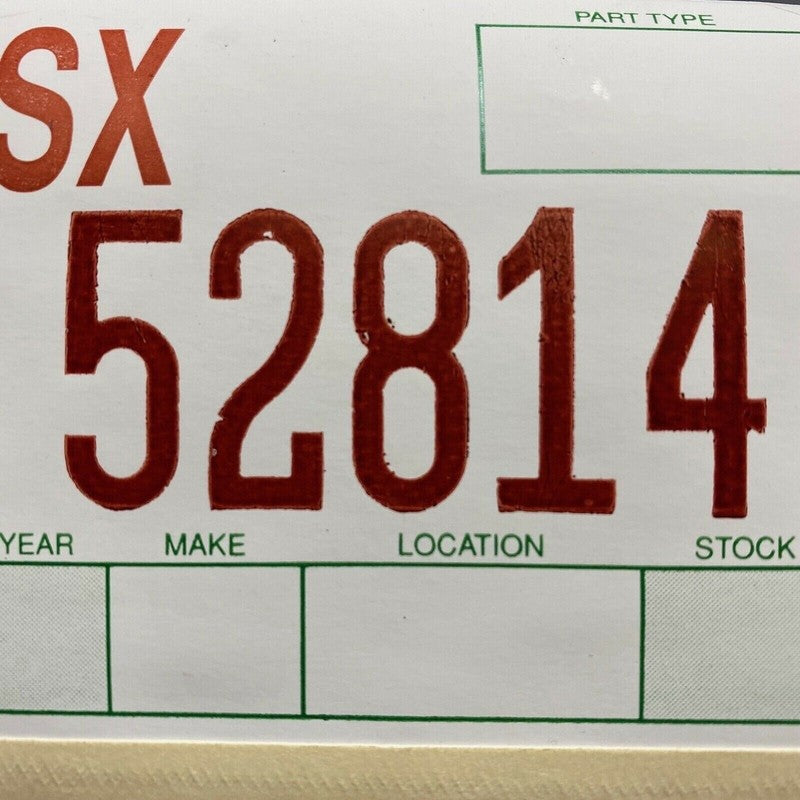 PART TYPE
SX
52814
YEAR MAKE LOCATION STOCK